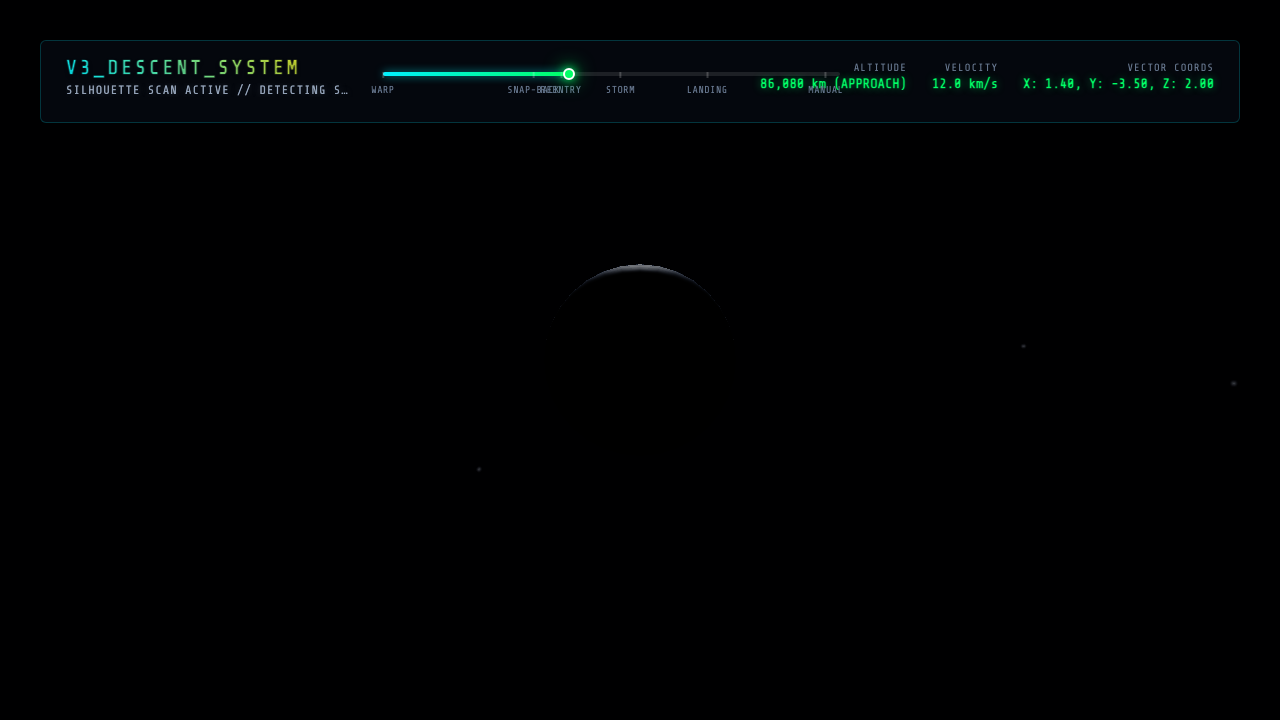 V3_DESCENT_SYSTEM
SILHOUETTE SCAN ACTIVE // DETECTING S…
WARP
STORM
LANDING
MANUAL
ALTITUDE
86,080 km (APPROACH)
VELOCITY
12.0 km/s
VECTOR COORDS
X: 1.40, Y: -3.50, Z: 2.00